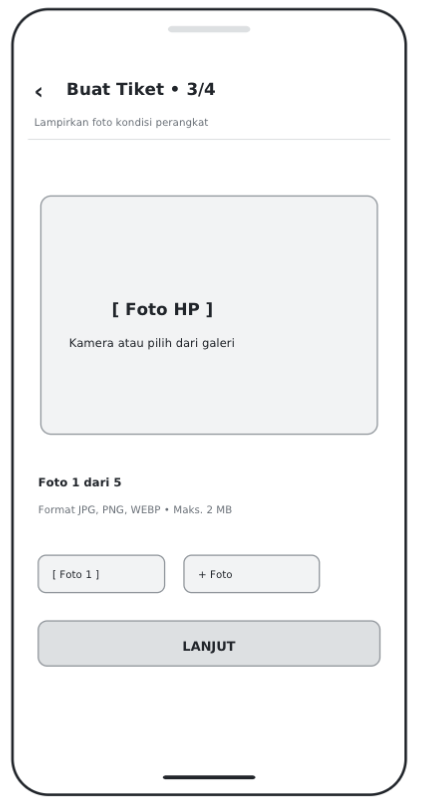 ‹ Buat Tiket • 3/4
Lampirkan foto kondisi perangkat
[ Foto HP ]
Kamera atau pilih dari galeri
Foto 1 dari 5
Format JPG, PNG, WEBP • Maks. 2 MB
[ Foto 1 ]
+ Foto
LANJUT